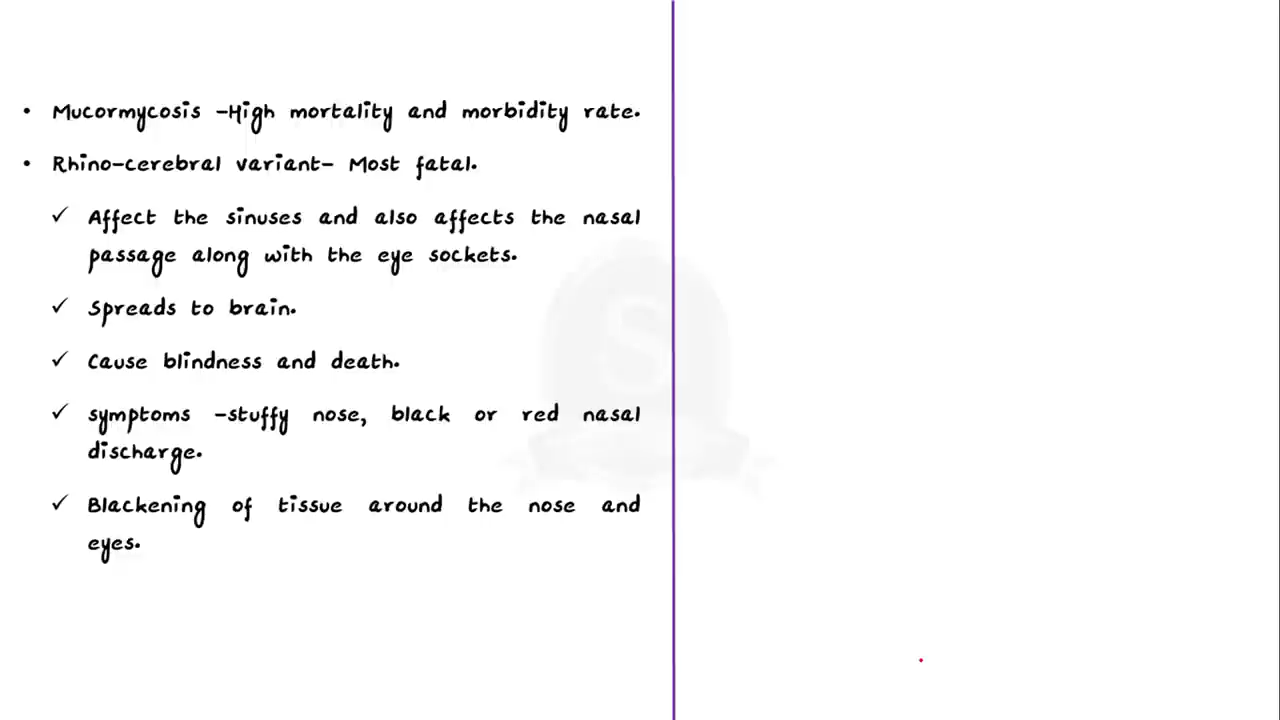 • Mucormycosis -High mortality and morbidity rate.
• Rhino-cerebral variant- Most fatal.
✓ Affect the sinuses and also affects the nasal
passage along with the eye sockets.
✓ Spreads to brain.
✓ Cause blindness and death.
✓ symptoms -stuffy nose, black or red nasal
discharge.
✓ Blackening of tissue around the nose and
eyes.